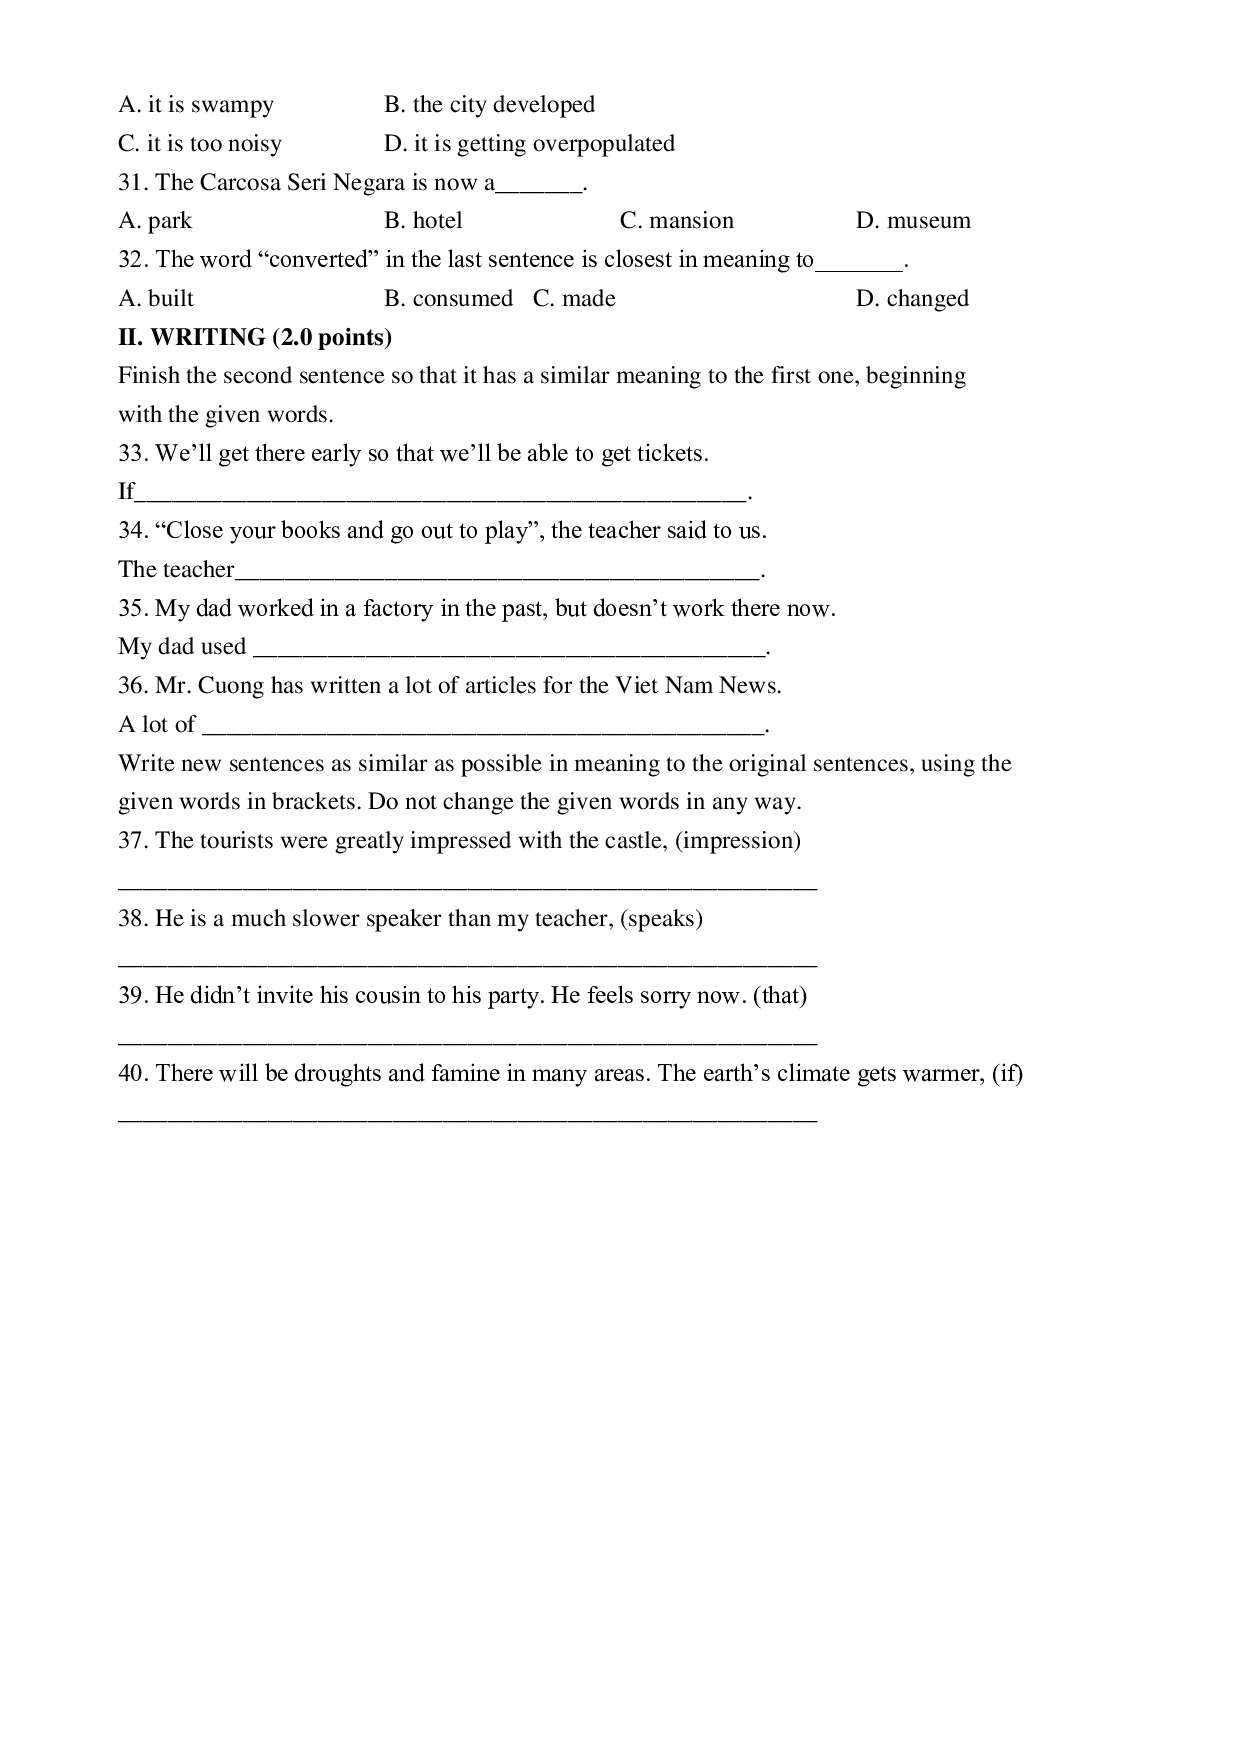 A. it is swampy B. the city developed
C. it is too noisy D. it is getting overpopulated
31. The Carcosa Seri Negara is now a_______.
A. park B. hotel C. mansion D. museum
32. The word “converted” in the last sentence is closest in meaning to_______.
A. built B. consumed C. made D. changed
II. WRITING (2.0 points)
Finish the second sentence so that it has a similar meaning to the first one, beginning
with the given words.
33. We’ll get there early so that we’ll be able to get tickets.
If_________________________________________________.
34. “Close your books and go out to play”, the teacher said to us.
The teacher__________________________________________.
35. My dad worked in a factory in the past, but doesn’t work there now.
My dad used _________________________________________.
36. Mr. Cuong has written a lot of articles for the Viet Nam News.
A lot of _____________________________________________.
Write new sentences as similar as possible in meaning to the original sentences, using the
given words in brackets. Do not change the given words in any way.
37. The tourists were greatly impressed with the castle, (impression)
________________________________________________________
38. He is a much slower speaker than my teacher, (speaks)
________________________________________________________
39. He didn’t invite his cousin to his party. He feels sorry now. (that)
________________________________________________________
40. There will be droughts and famine in many areas. The earth’s climate gets warmer, (if)
________________________________________________________